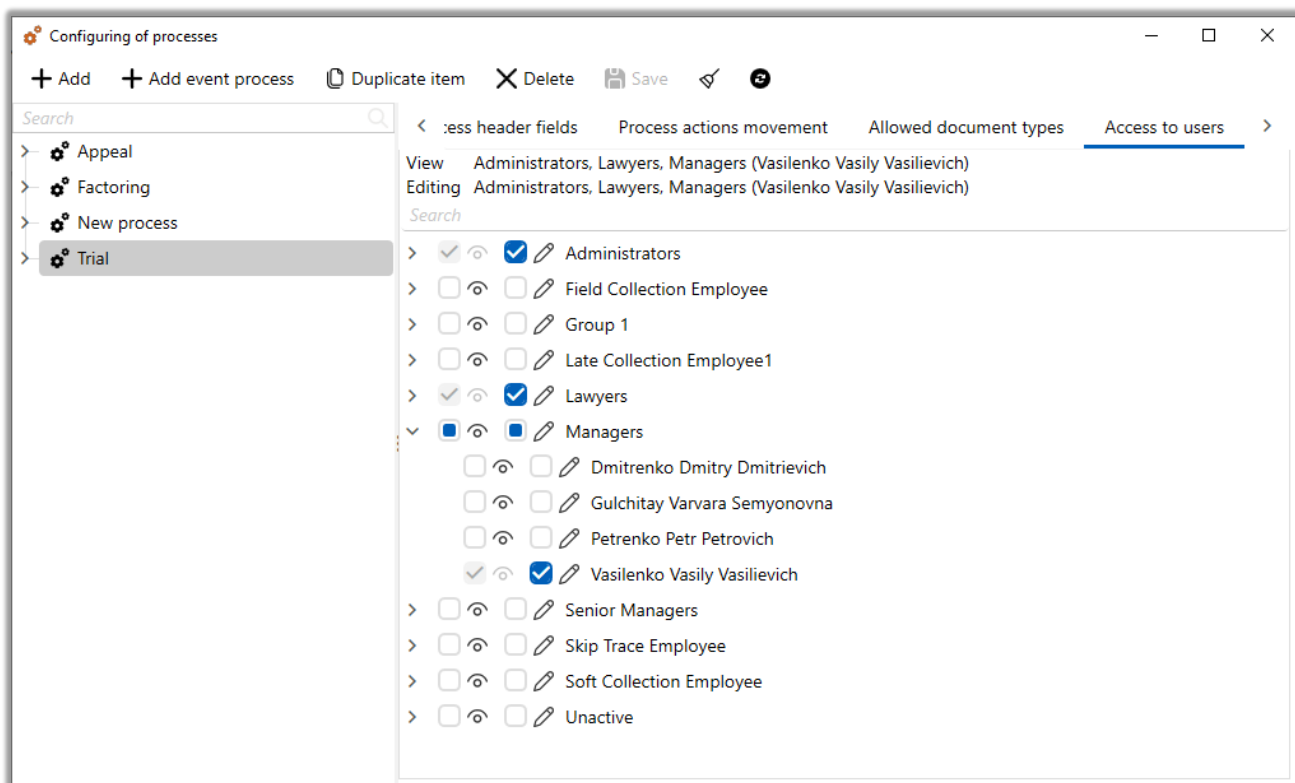 Configuring of processes
Add Add event process Duplicate item Delete Save
Search
Appeal
Factoring
New process
Trial
:ess header fields Process actions movement Allowed document types Access to users
View Administrators, Lawyers, Managers (Vasilenko Vasily Vasilievich)
Editing Administrators, Lawyers, Managers (Vasilenko Vasily Vasilievich)
Search
Administrators
Field Collection Employee
Group 1
Late Collection Employee1
Lawyers
Managers
Dmitrenko Dmitry Dmitrievich
Gulchitay Varvara Semyonovna
Petrenko Petr Petrovich
Vasilenko Vasily Vasilievich
Senior Managers
Skip Trace Employee
Soft Collection Employee
Unactive